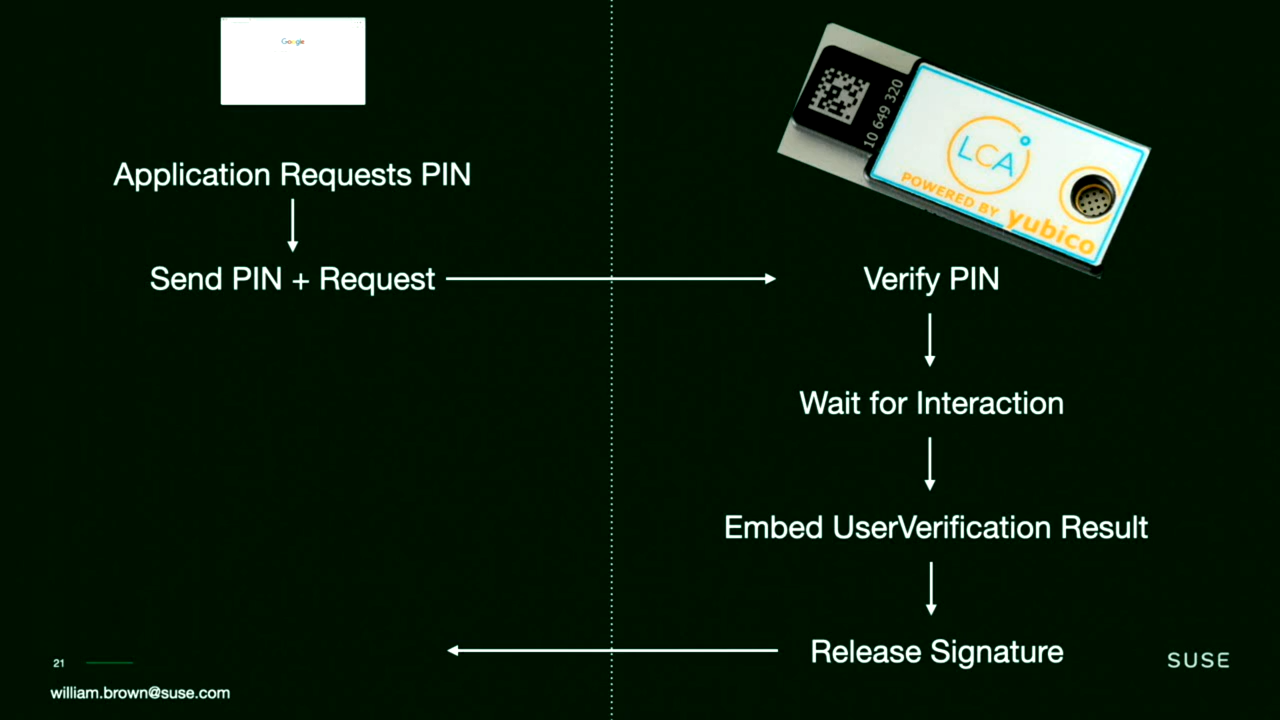 Google
10 649 320
LCA
POWERED BY yubico
Application Requests PIN
Send PIN + Request
Verify PIN
Wait for Interaction
Embed UserVerification Result
Release Signature
21
SUSE
william.brown@suse.com